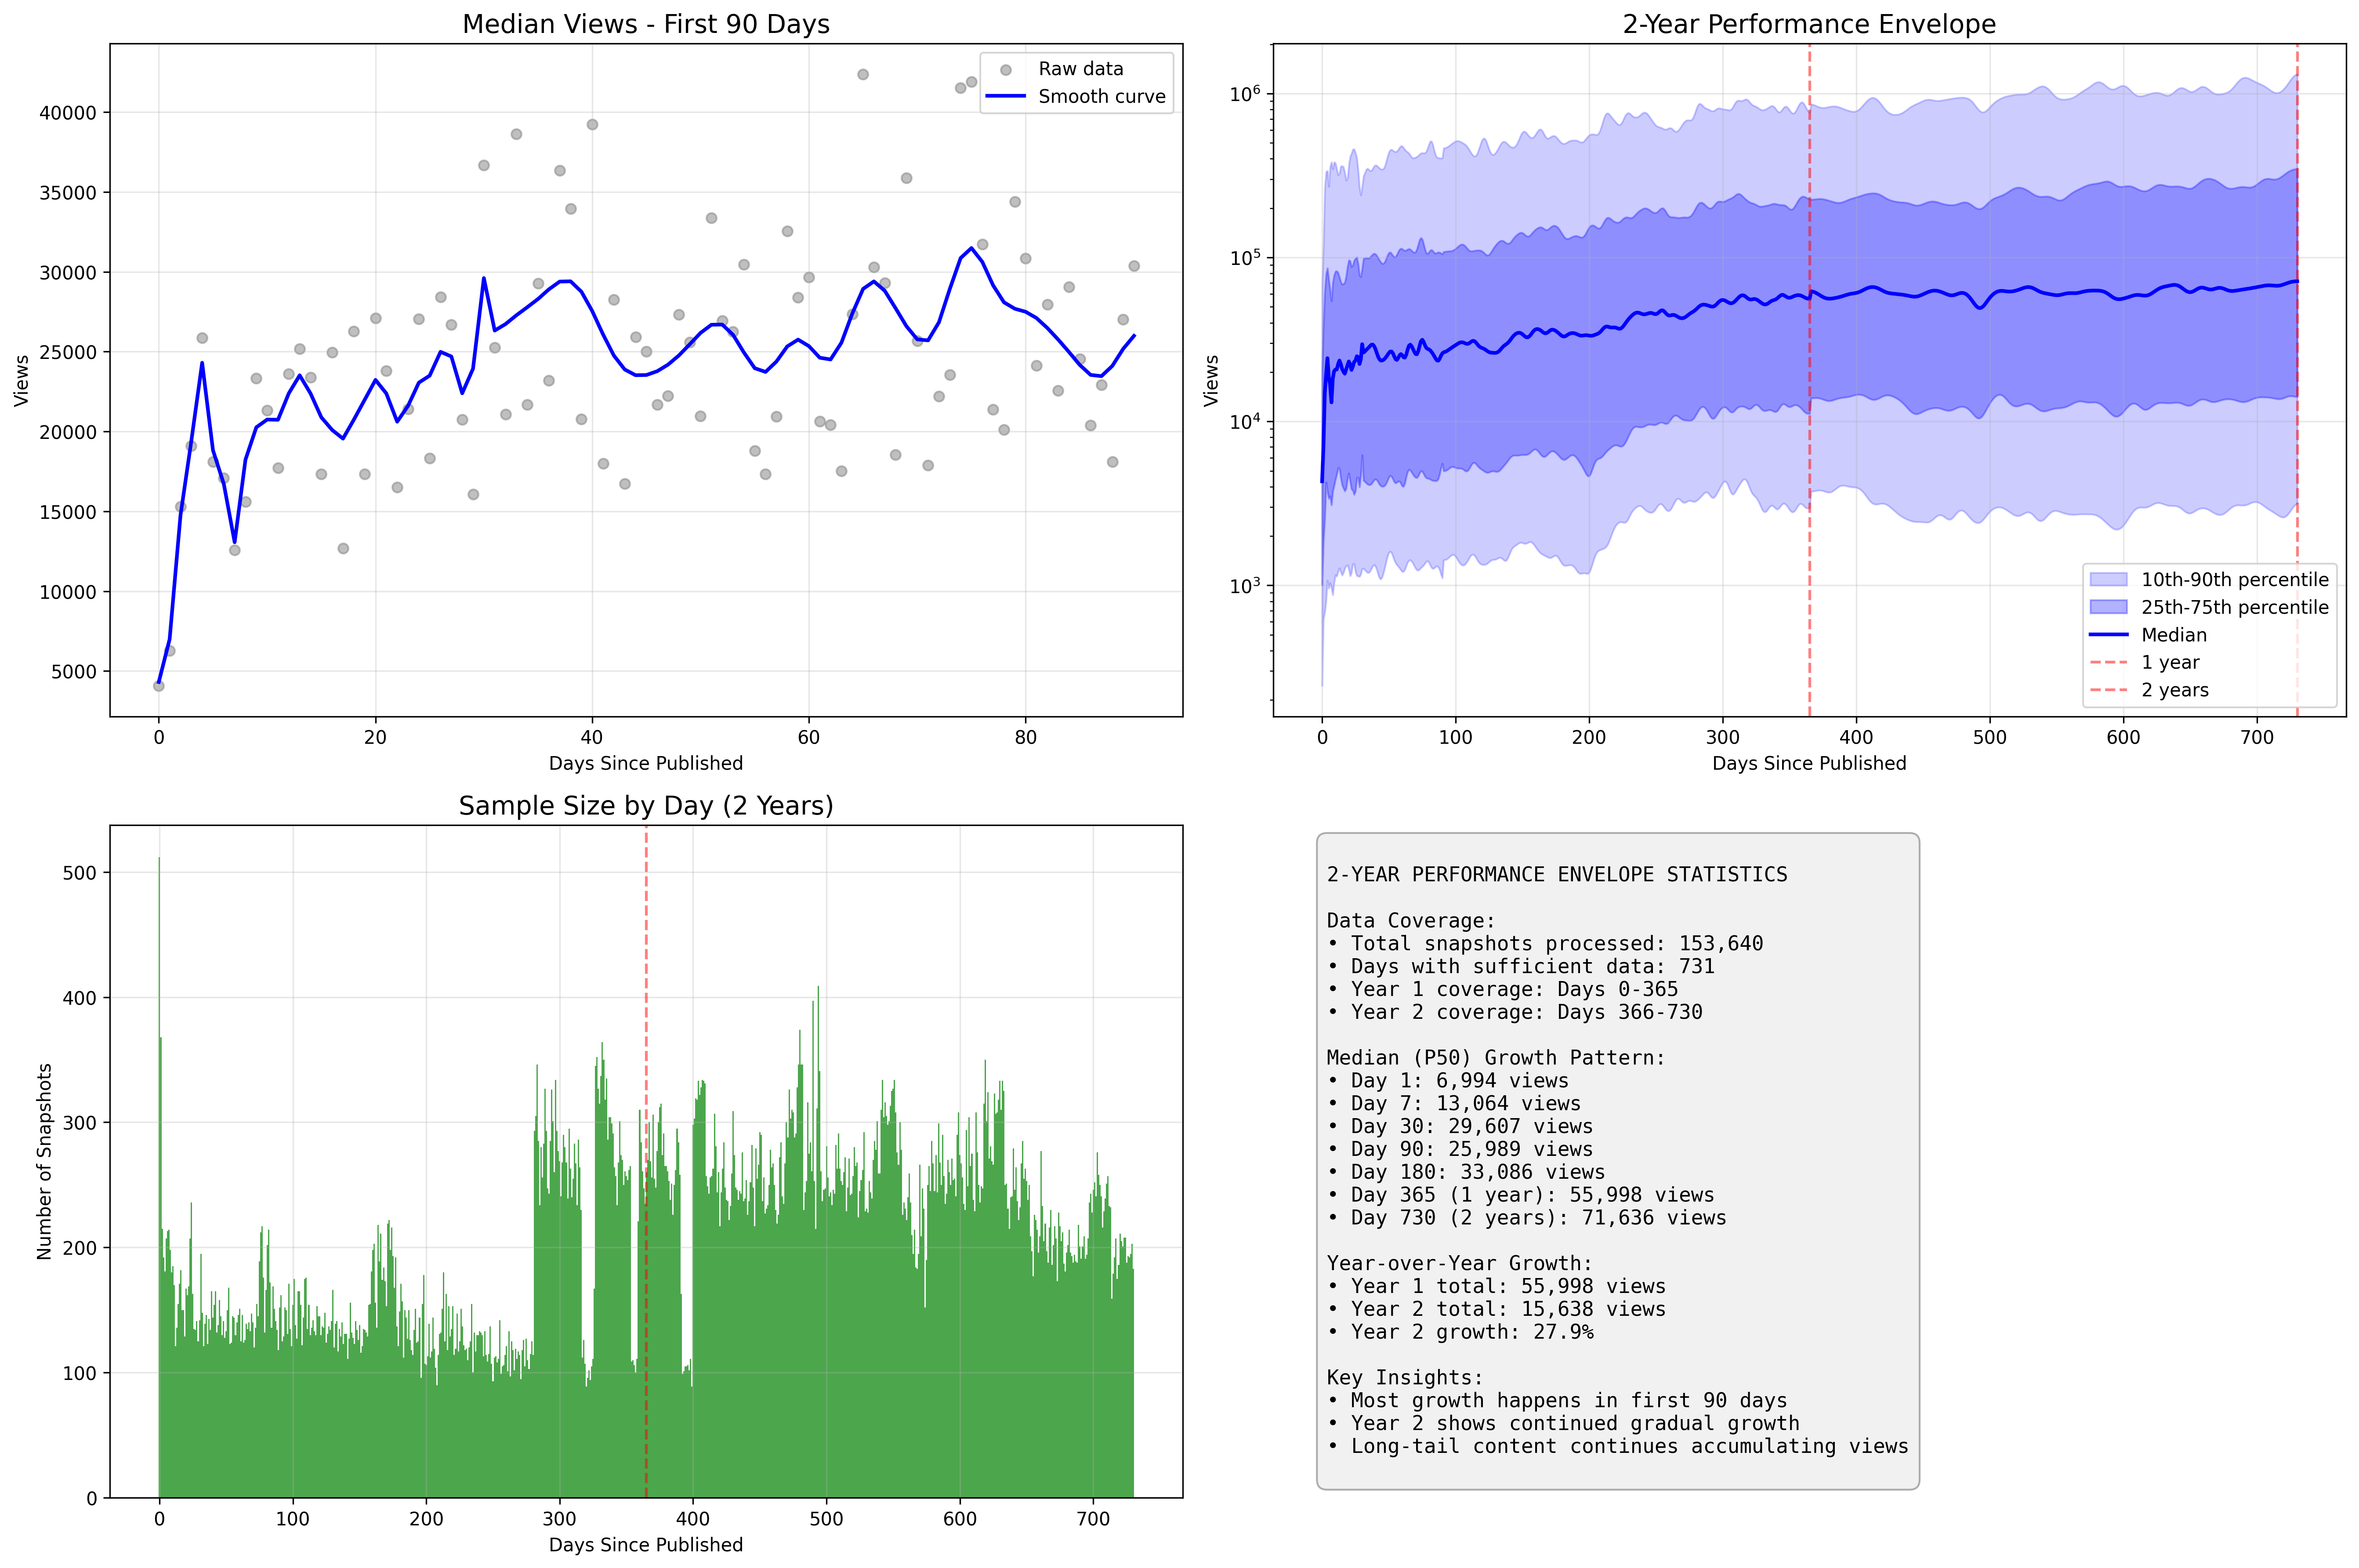 Median Views - First 90 Days
Raw data
Smooth curve
Views
40000
35000
30000
25000
20000
15000
10000
5000
0 20 40 60 80
Days Since Published
2-Year Performance Envelope
Views
10^6
10^5
10^4
10^3
10th-90th percentile
25th-75th percentile
Median
1 year
2 years
0 100 200 300 400 500 600 700
Days Since Published
Sample Size by Day (2 Years)
Number of Snapshots
500
400
300
200
100
0
0 100 200 300 400 500 600 700
Days Since Published
2-YEAR PERFORMANCE ENVELOPE STATISTICS
Data Coverage:
• Total snapshots processed: 153,640
• Days with sufficient data: 731
• Year 1 coverage: Days 0-365
• Year 2 coverage: Days 366-730
Median (P50) Growth Pattern:
• Day 1: 6,994 views
• Day 7: 13,064 views
• Day 30: 29,607 views
• Day 90: 25,989 views
• Day 180: 33,086 views
• Day 365 (1 year): 55,998 views
• Day 730 (2 years): 71,636 views
Year-over-Year Growth:
• Year 1 total: 55,998 views
• Year 2 total: 15,638 views
• Year 2 growth: 27.9%
Key Insights:
• Most growth happens in first 90 days
• Year 2 shows continued gradual growth
• Long-tail content continues accumulating views